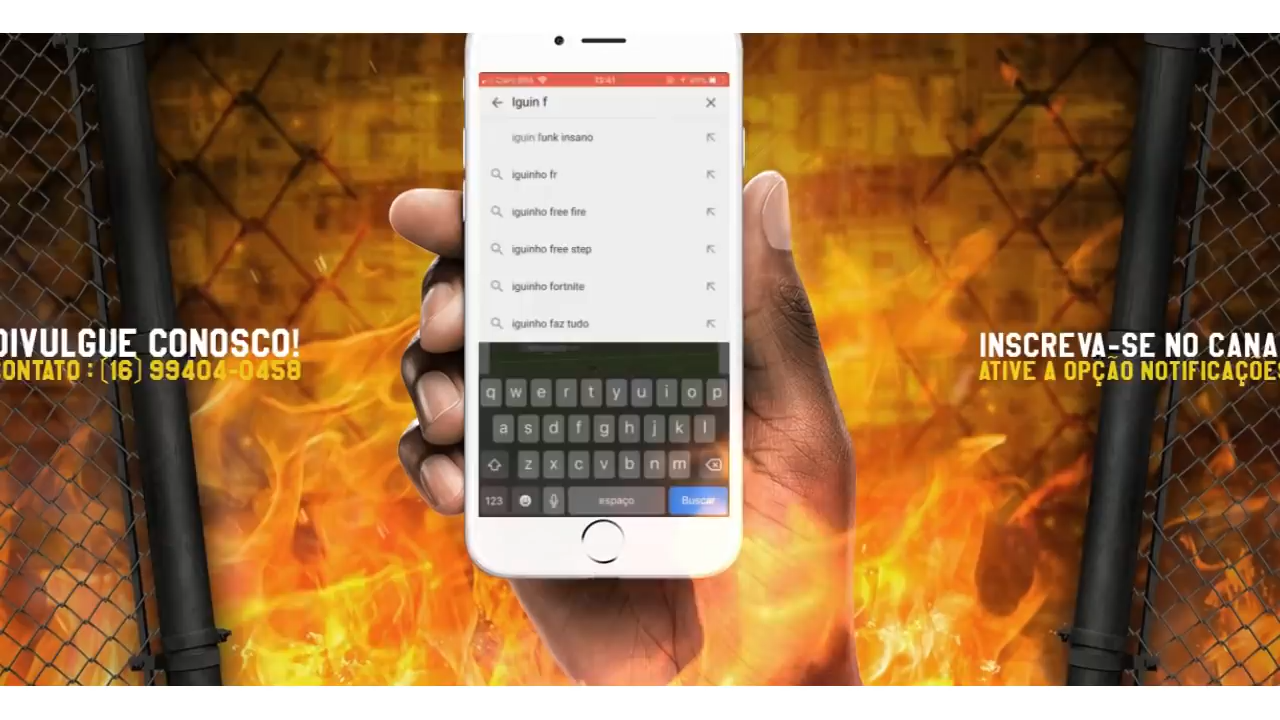 Iguin f
iguin funk insano
iguinho fr
iguinho free fire
iguinho free step
iguinho fortnite
iguinho faz tudo
DIVULGUE CONOSCO!
CONTATO : (16) 99404-0458
INSCREVA-SE NO CANA
ATIVE A OPÇÃO NOTIFICAÇÕES
q w e r t y u i o p
a s d f g h j k l
z x c v b n m
123 espaço Buscar